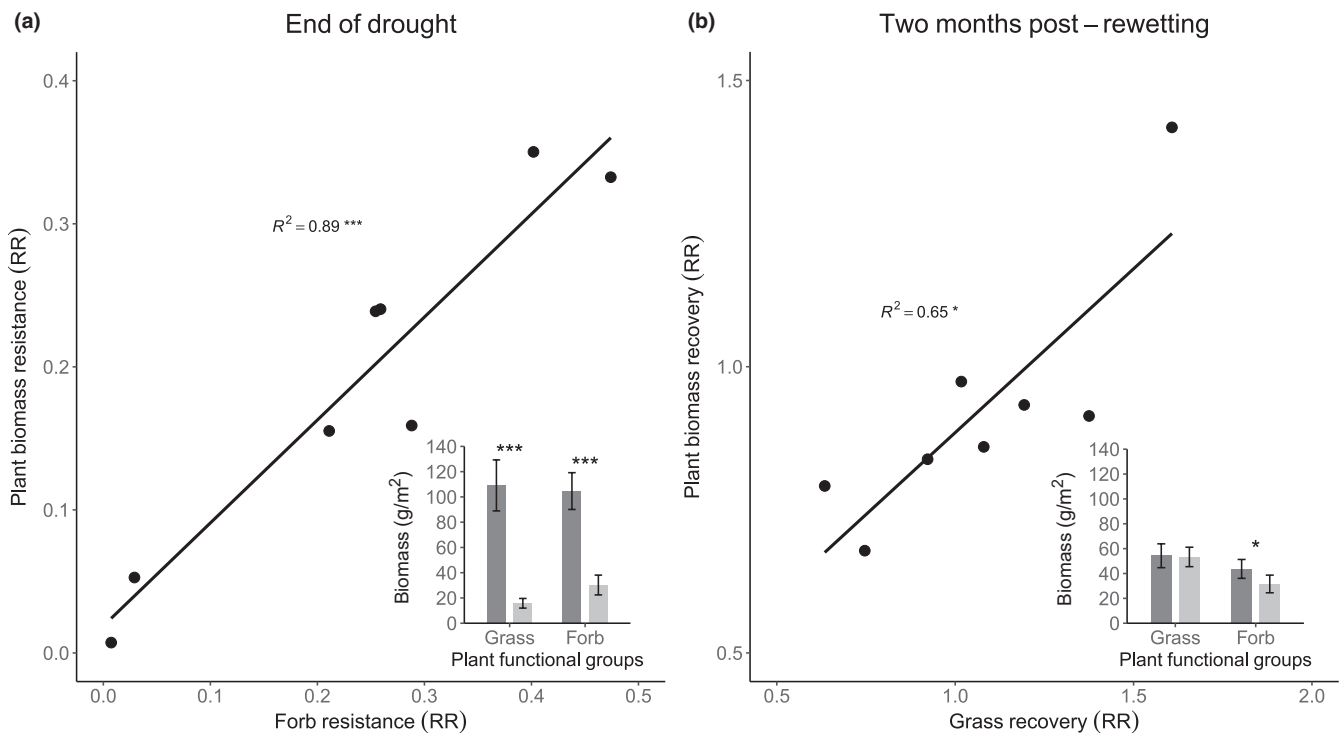 (a)
End of drought
Plant biomass resistance (RR)
0.4
0.3
0.2
0.1
0.0
R² = 0.89 ***
0.0 0.1 0.2 0.3 0.4 0.5
Forb resistance (RR)
Biomass (g/m²)
140
120
100
80
60
40
20
0
*** ***
Grass Forb
Plant functional groups
(b)
Two months post – rewetting
Plant biomass recovery (RR)
1.5
1.0
0.5
R² = 0.65 *
0.5 1.0 1.5 2.0
Grass recovery (RR)
Biomass (g/m²)
140
120
100
80
60
40
20
0
*
Grass Forb
Plant functional groups